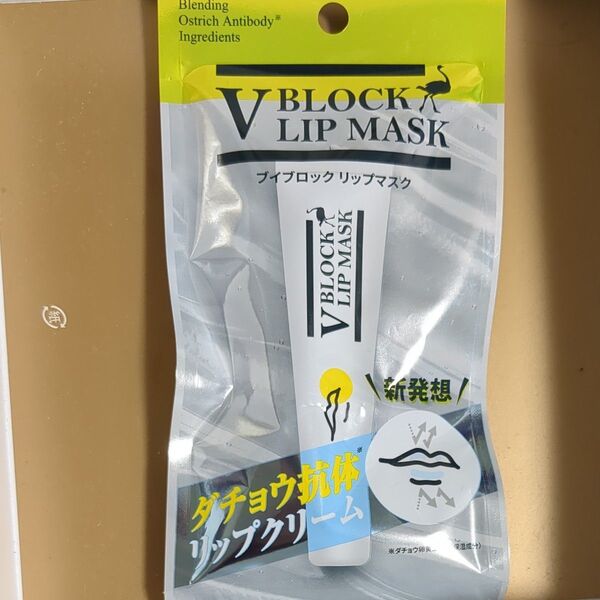 Blending
Ostrich Antibody※
Ingredients
V BLOCK
LIP MASK
ブイブロック リップマスク
V BLOCK
LIP MASK
\ 新発想 /
ダチョウ抗体※
リップクリーム
紙